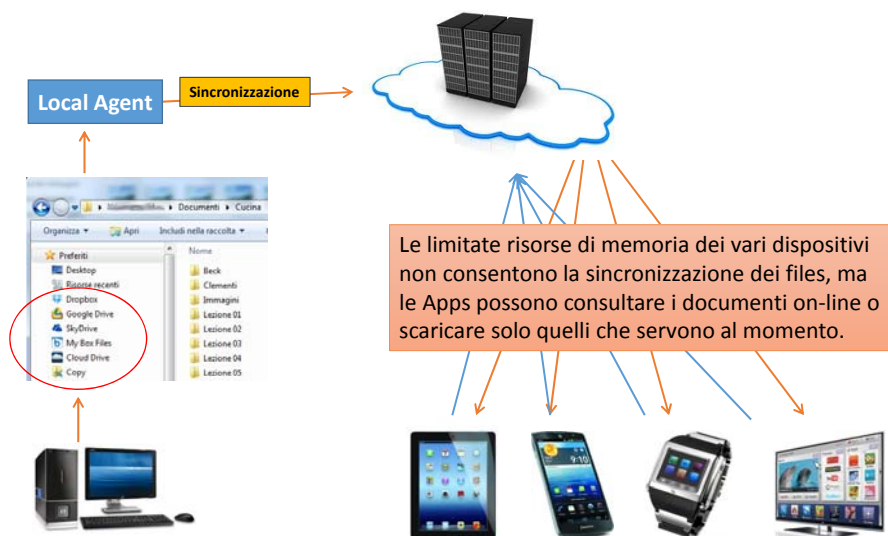 Local Agent
Sincronizzazione
Documenti ▸ Cucina
Organizza
Apri
Includi nella raccolta
Preferiti
Nome
Desktop
Risorse recenti
Dropbox
Google Drive
SkyDrive
My Box Files
Cloud Drive
Copy
Beck
Clementi
Immagini
Lezione 01
Lezione 02
Lezione 03
Lezione 04
Lezione 05
Le limitate risorse di memoria dei vari dispositivi
non consentono la sincronizzazione dei files, ma
le Apps possono consultare i documenti on-line o
scaricare solo quelli che servono al momento.
9:10